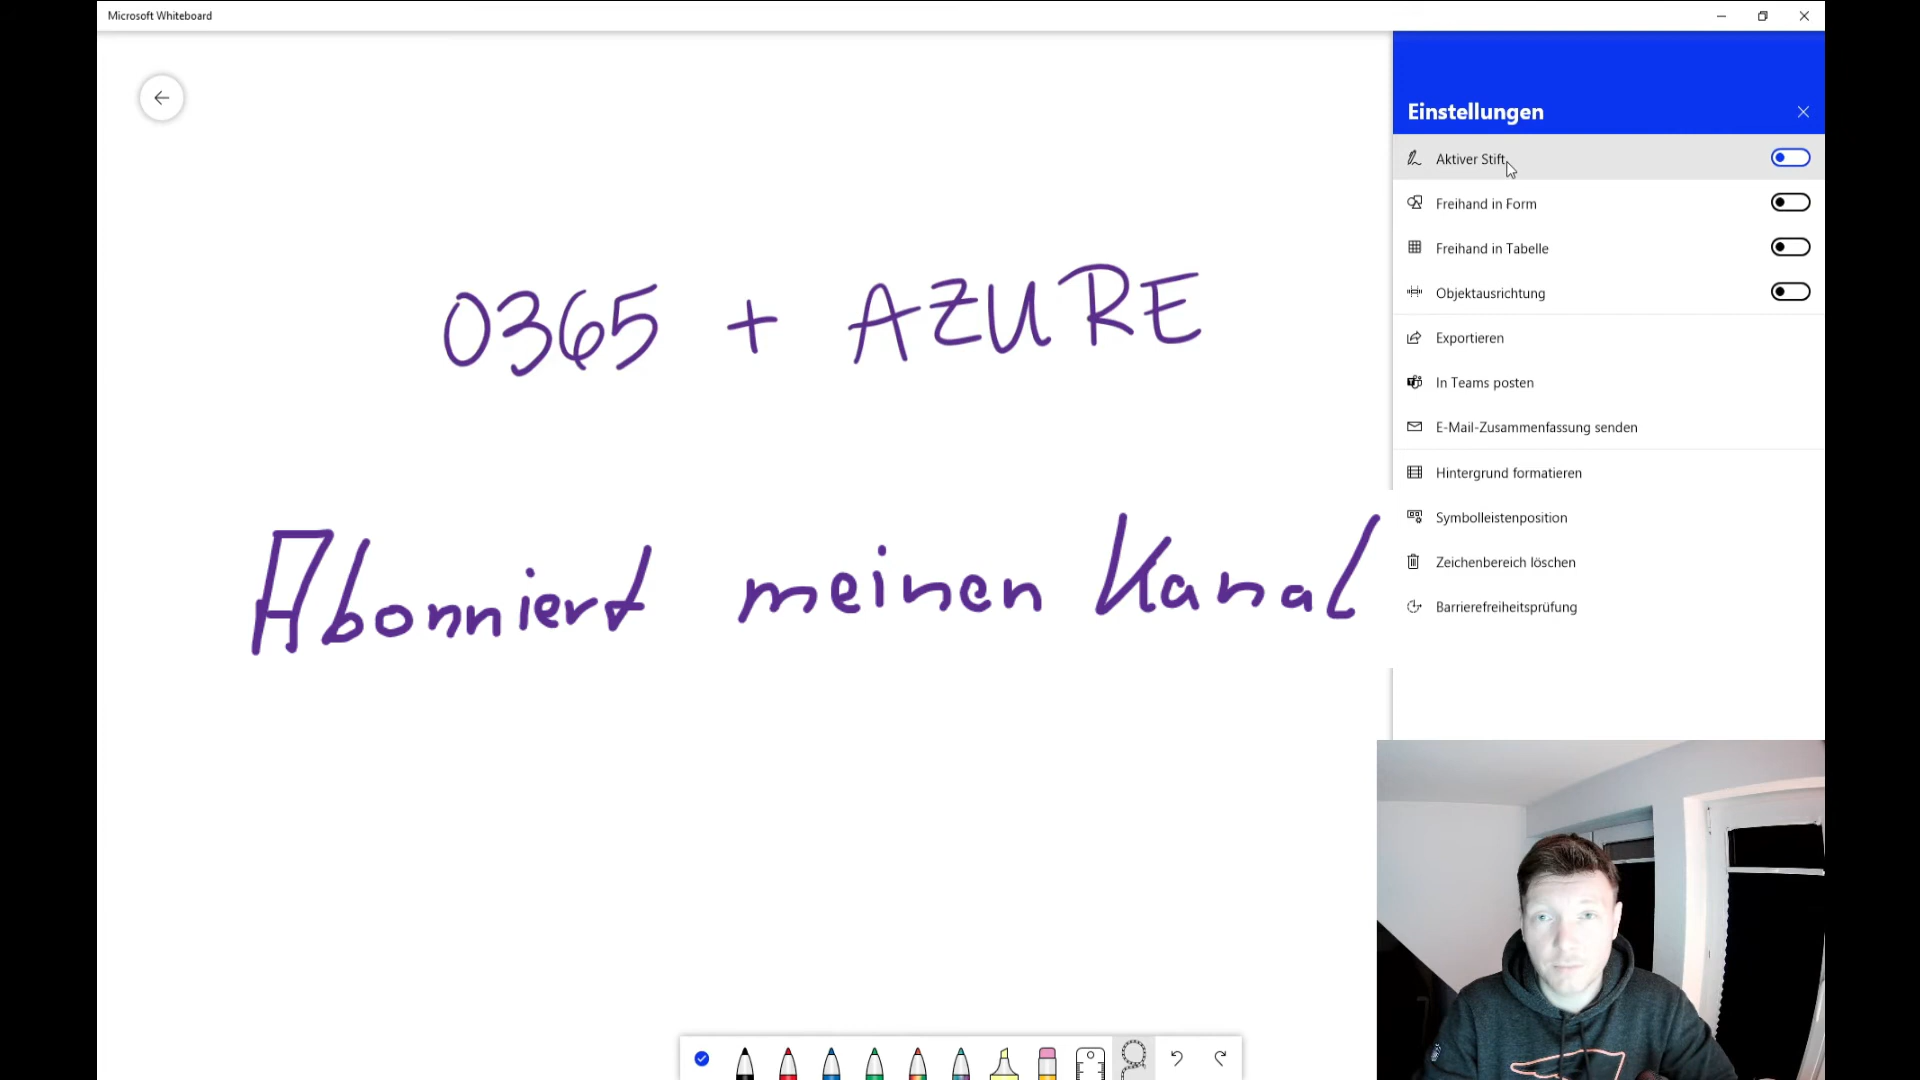 Microsoft Whiteboard
Einstellungen
Aktiver Stift
Freihand in Form
Freihand in Tabelle
Objektausrichtung
Exportieren
In Teams posten
E-Mail-Zusammenfassung senden
Hintergrund formatieren
Symbolleistenposition
Zeichenbereich löschen
Barrierefreiheitsprüfung
O365 + AZURE
Abonniert meinen Kanal